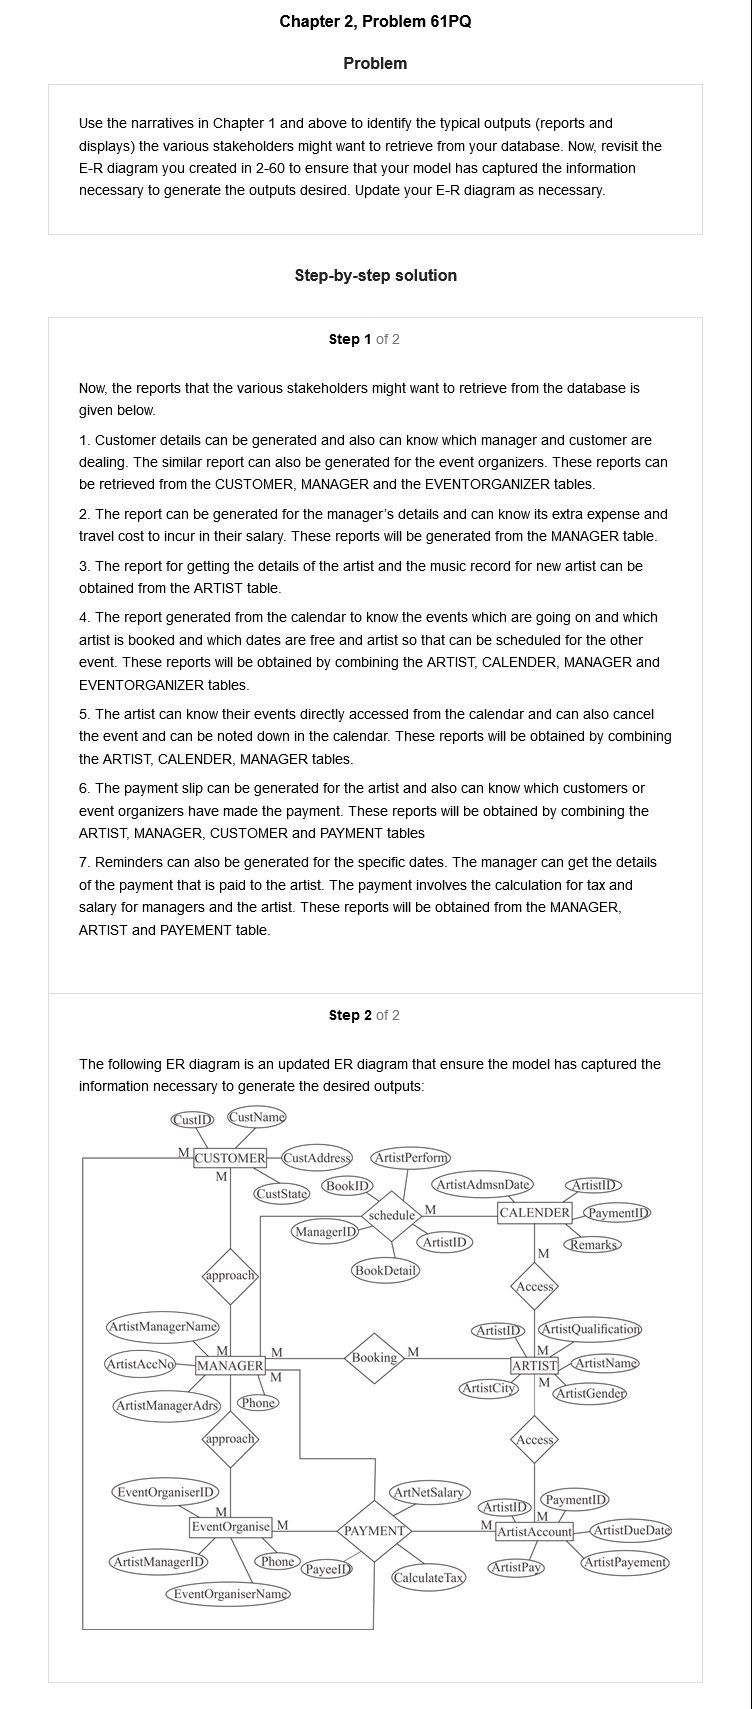 Chapter 2, Problem 61PQ
Problem
Use the narratives in Chapter 1 and above to identify the typical outputs (reports and
displays) the various stakeholders might want to retrieve from your database. Now, revisit the
E-R diagram you created in 2-60 to ensure that your model has captured the information
necessary to generate the outputs desired. Update your E-R diagram as necessary.
Step-by-step solution
Step 1 of 2
Now, the reports that the various stakeholders might want to retrieve from the database is
given below.
1. Customer details can be generated and also can know which manager and customer are
dealing. The similar report can also be generated for the event organizers. These reports can
be retrieved from the CUSTOMER, MANAGER and the EVENTORGANIZER tables.
2. The report can be generated for the manager's details and can know its extra expense and
travel cost to incur in their salary. These reports will be generated from the MANAGER table.
3. The report for getting the details of the artist and the music record for new artist can be
obtained from the ARTIST table.
4. The report generated from the calendar to know the events which are going on and which
artist is booked and which dates are free and artist so that can be scheduled for the other
event. These reports will be obtained by combining the ARTIST, CALENDER, MANAGER and
EVENTORGANIZER tables.
5. The artist can know their events directly accessed from the calendar and can also cancel
the event and can be noted down in the calendar. These reports will be obtained by combining
the ARTIST, CALENDER, MANAGER tables.
6. The payment slip can be generated for the artist and also can know which customers or
event organizers have made the payment. These reports will be obtained by combining the
ARTIST, MANAGER, CUSTOMER and PAYMENT tables
7. Reminders can also be generated for the specific dates. The manager can get the details
of the payment that is paid to the artist. The payment involves the calculation for tax and
salary for managers and the artist. These reports will be obtained from the MANAGER,
ARTIST and PAYEMENT table.
Step 2 of 2
The following ER diagram is an updated ER diagram that ensure the model has captured the
information necessary to generate the desired outputs:
CustID CustName
M CUSTOMER CustAddress ArtistPerform
M CustState BookID ArtistAdmsnDate ArtistID
schedule M CALENDER PaymentID
ManagerID ArtistID Remarks
M
BookDetail
approach Access
ArtistManagerName ArtistID ArtistQualification
M M Booking M M
ArtistAccNo MANAGER ARTIST ArtistName
M M
ArtistManagerAdrs Phone ArtistCity ArtistGender
approach Access
EventOrganiserID ArtNetSalary PaymentID
ArtistID
M M
EventOrganise M PAYMENT M ArtistAccount ArtistDueDate
ArtistManagerID Phone PayeeID ArtistPay ArtistPayement
CalculateTax
EventOrganiserName